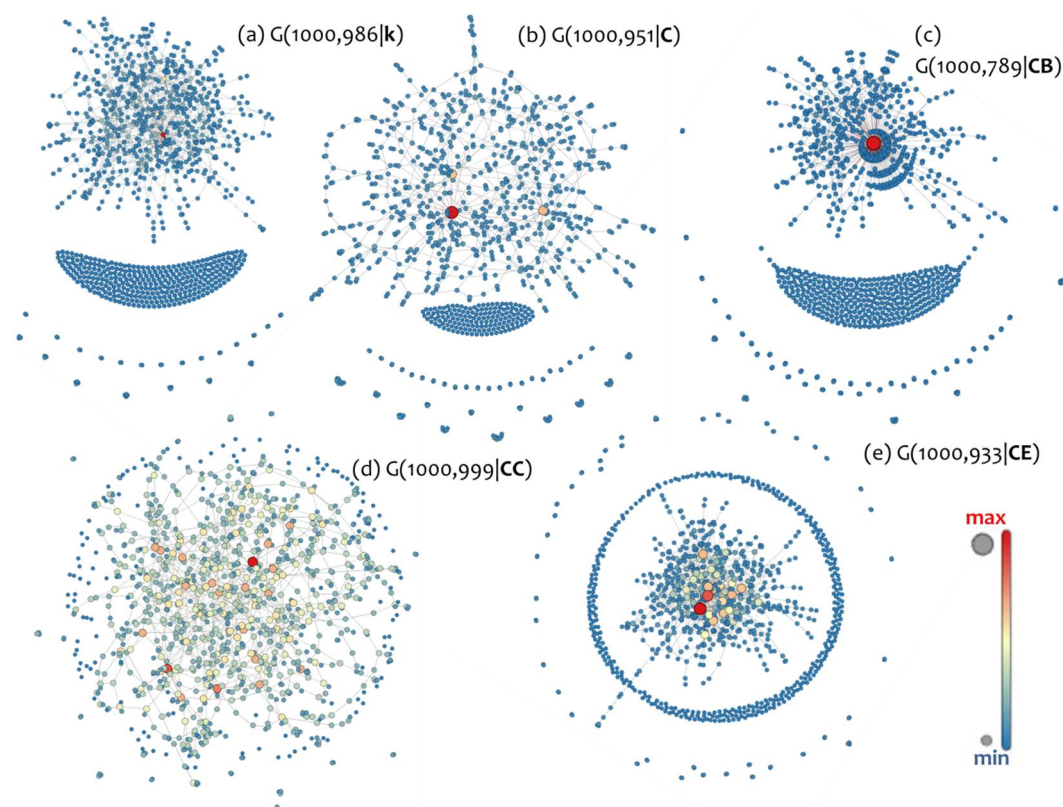 (a) G(1000,986|k)
(b) G(1000,951|C)
(c)
G(1000,789|CB)
(d) G(1000,999|CC)
(e) G(1000,933|CE)
max
min